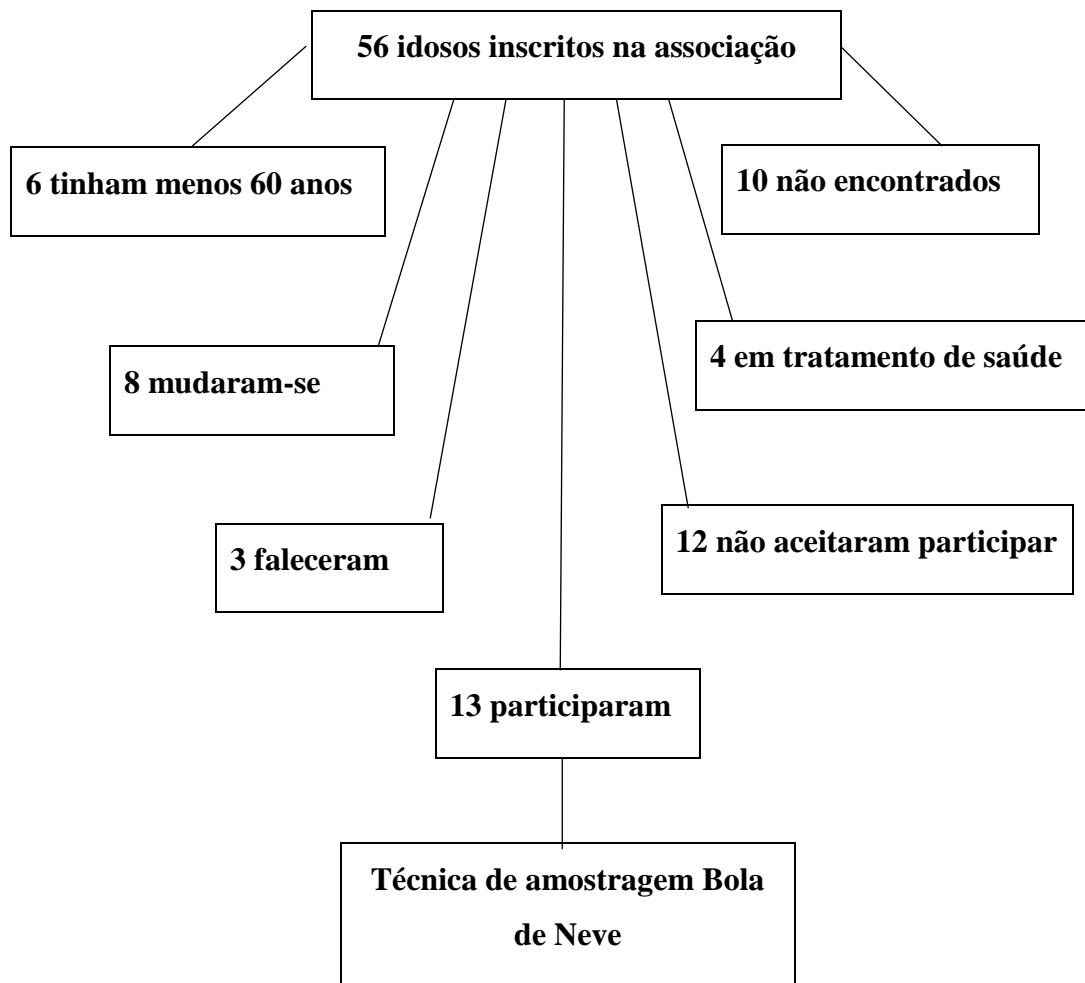 56 idosos inscritos na associação
6 tinham menos 60 anos
10 não encontrados
8 mudaram-se
4 em tratamento de saúde
3 faleceram
12 não aceitaram participar
13 participaram
Técnica de amostragem Bola
de Neve